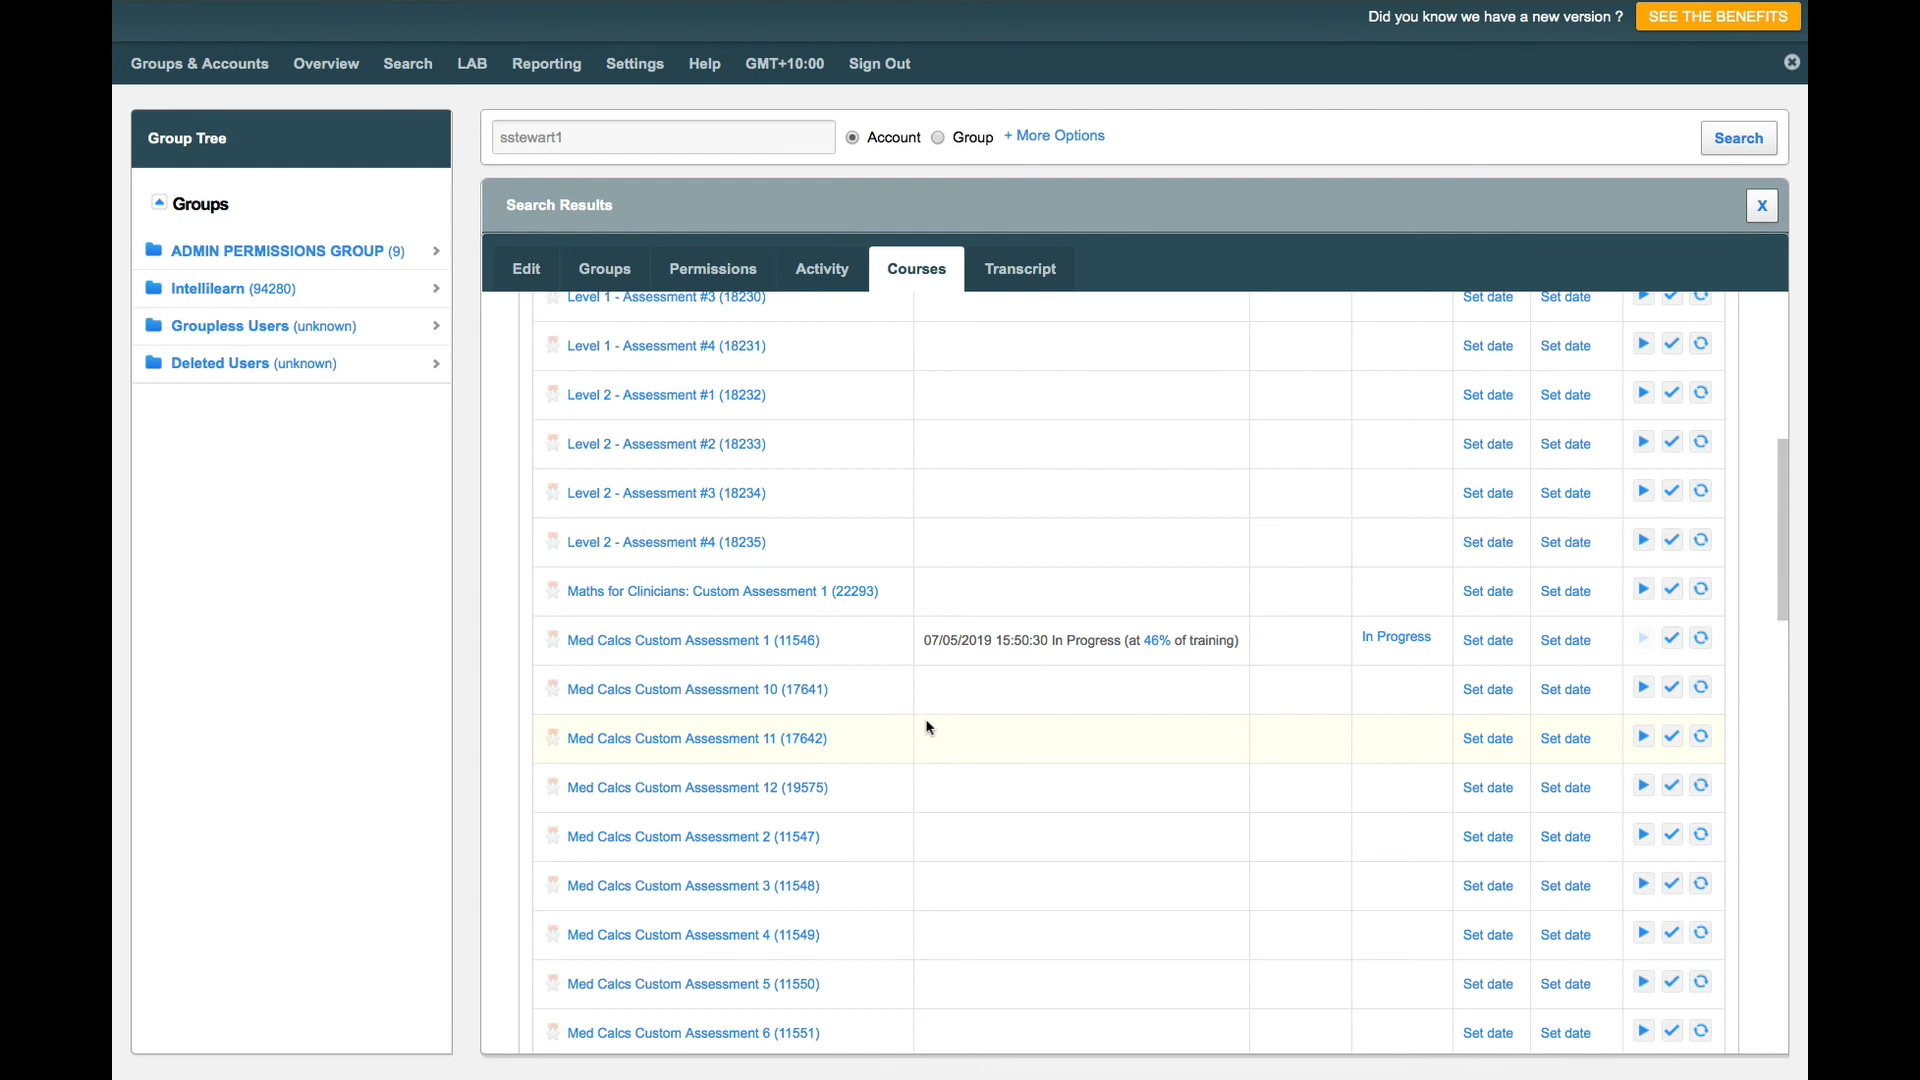 Did you know we have a new version ? SEE THE BENEFITS
Groups & Accounts Overview Search LAB Reporting Settings Help GMT+10:00 Sign Out
Group Tree
Groups
ADMIN PERMISSIONS GROUP (9)
Intellilearn (94280)
Groupless Users (unknown)
Deleted Users (unknown)
sstewart1 Account Group + More Options Search
Search Results X
Edit Groups Permissions Activity Courses Transcript
Level 1 - Assessment #3 (18230) Set date Set date
Level 1 - Assessment #4 (18231) Set date Set date
Level 2 - Assessment #1 (18232) Set date Set date
Level 2 - Assessment #2 (18233) Set date Set date
Level 2 - Assessment #3 (18234) Set date Set date
Level 2 - Assessment #4 (18235) Set date Set date
Maths for Clinicians: Custom Assessment 1 (22293) Set date Set date
Med Calcs Custom Assessment 1 (11546) 07/05/2019 15:50:30 In Progress (at 46% of training) In Progress Set date Set date
Med Calcs Custom Assessment 10 (17641) Set date Set date
Med Calcs Custom Assessment 11 (17642) Set date Set date
Med Calcs Custom Assessment 12 (19575) Set date Set date
Med Calcs Custom Assessment 2 (11547) Set date Set date
Med Calcs Custom Assessment 3 (11548) Set date Set date
Med Calcs Custom Assessment 4 (11549) Set date Set date
Med Calcs Custom Assessment 5 (11550) Set date Set date
Med Calcs Custom Assessment 6 (11551) Set date Set date